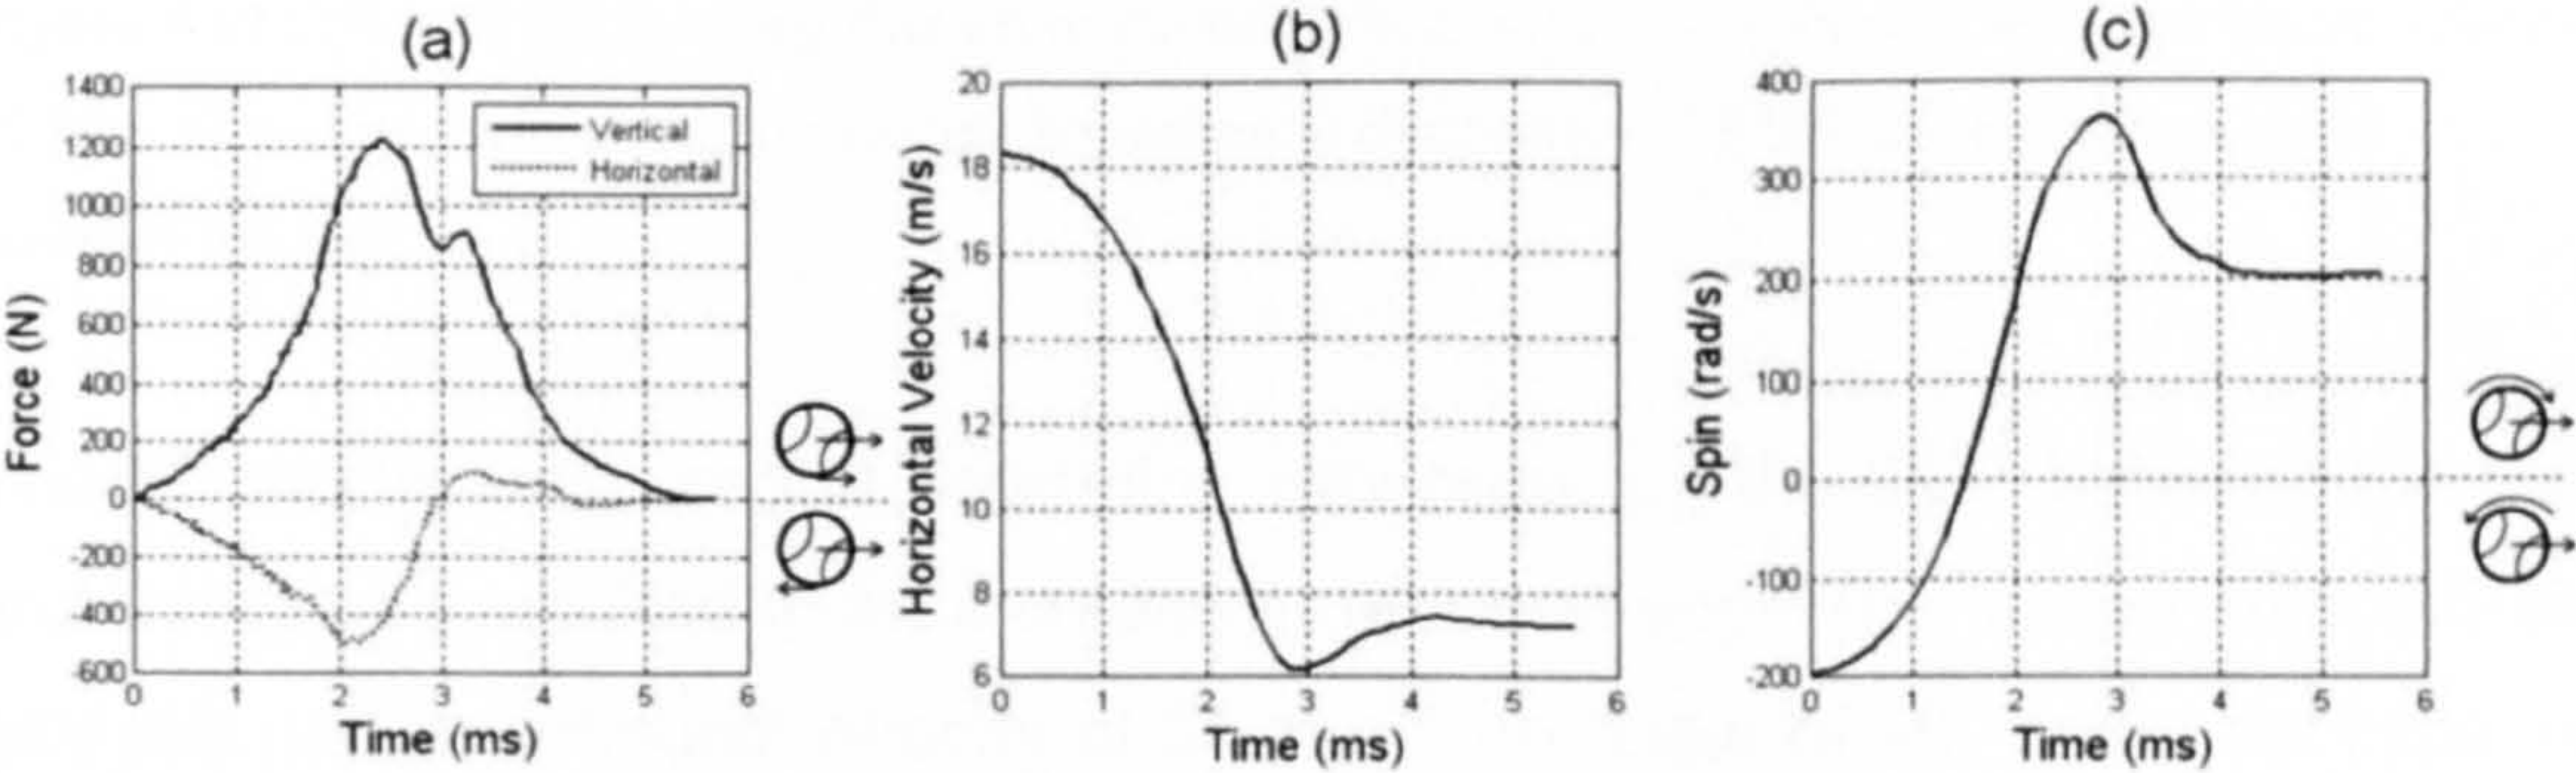 (a)
1400
1200
1000
800
600
400
200
0
-200
-400
-600
Force (N)
Vertical
Horizontal
0 1 2 3 4 5 6
Time (ms)
(b)
20
18
16
14
12
10
8
6
Horizontal Velocity (m/s)
0 1 2 3 4 5 6
Time (ms)
(c)
400
300
200
100
0
-100
-200
Spin (rad/s)
0 1 2 3 4 5 6
Time (ms)